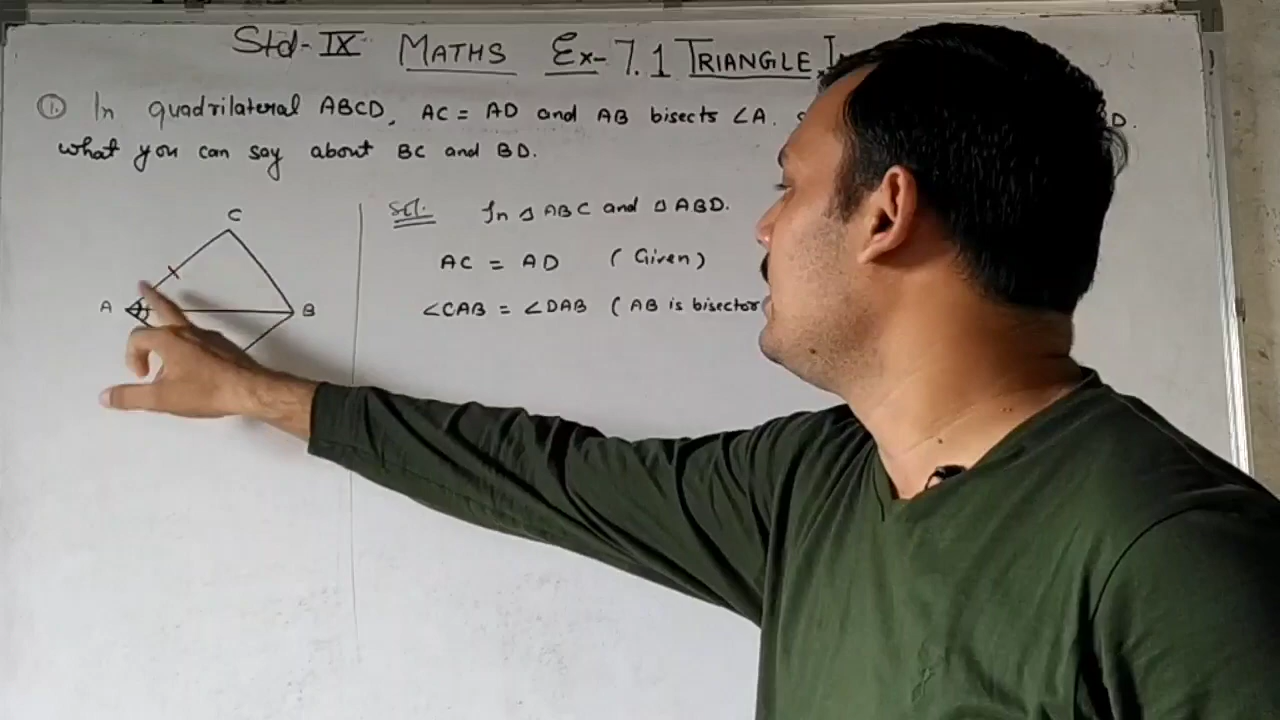 Std-IX MATHS Ex-7.1 TRIANGLE
① In quadrilateral ABCD, AC = AD and AB bisects ∠A. D.
what you can say about BC and BD.
C
A
B
Sol. In △ABC and △ABD.
AC = AD (Given)
∠CAB = ∠DAB (AB is bisector